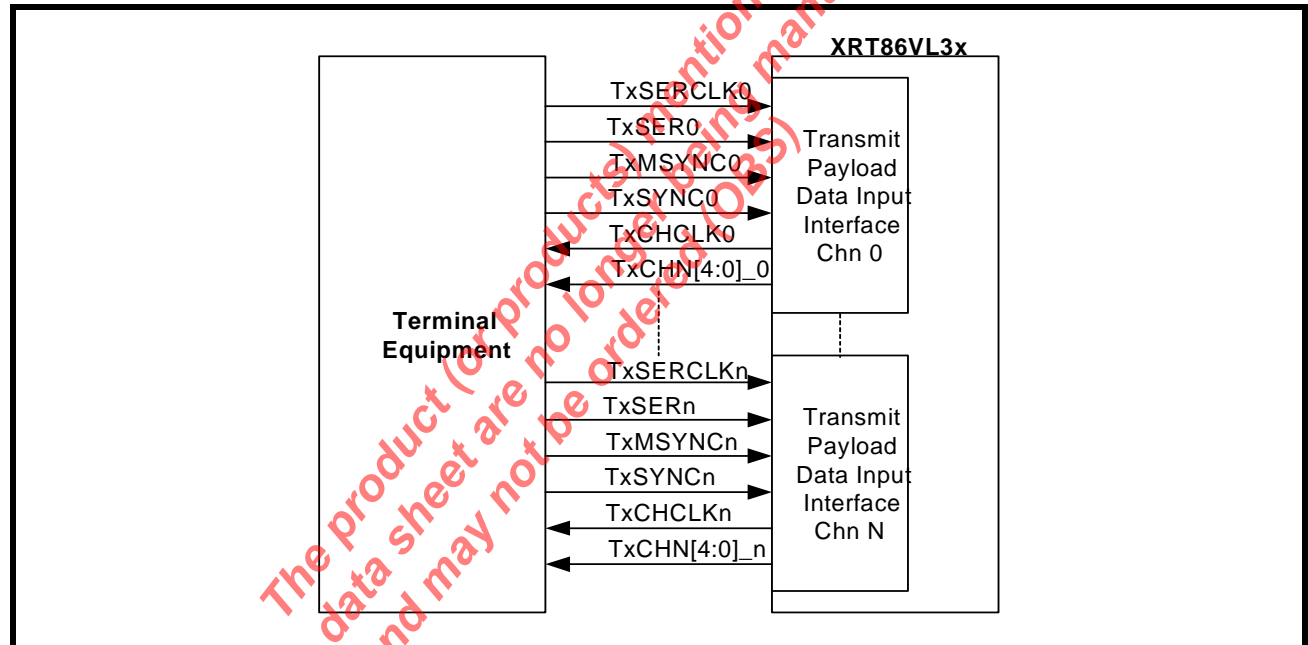 XRT86VL3x
TxSERCLK0
TxSER0
TxMSYNC0
TxSYNC0
TxCHCLK0
TxCHN[4:0]_0
Transmit
Payload
Data Input
Interface
Chn 0
Terminal
Equipment
TxSERCLKn
TxSERn
TxMSYNCn
TxSYNCn
TxCHCLKn
TxCHN[4:0]_n
Transmit
Payload
Data Input
Interface
Chn N
The product (or products)
data sheet are no longer being
and may not be ordered (OBS)